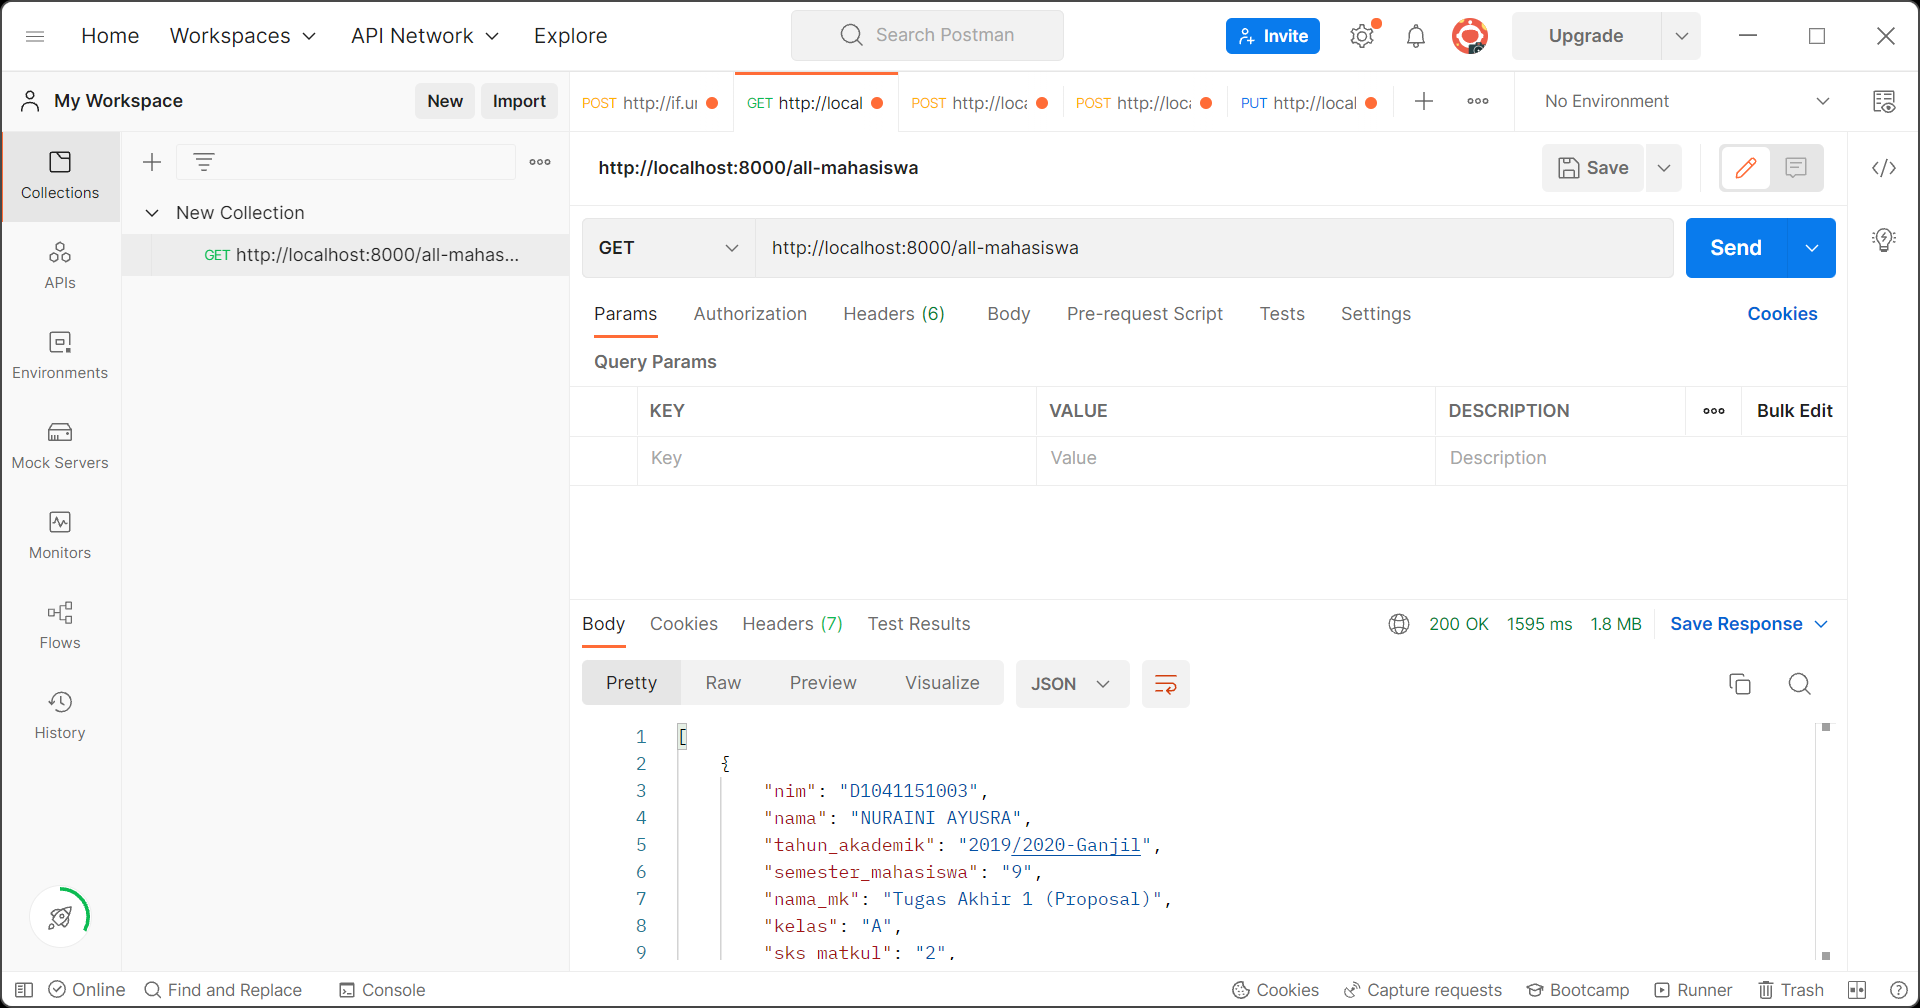 Home Workspaces API Network Explore Search Postman Invite Upgrade
My Workspace New Import
POST http://if.ur GET http://local POST http://loca POST http://loca PUT http://local No Environment
Collections
APIs
Environments
Mock Servers
Monitors
Flows
History
New Collection
GET http://localhost:8000/all-mahas...
http://localhost:8000/all-mahasiswa Save
GET http://localhost:8000/all-mahasiswa Send
Params Authorization Headers (6) Body Pre-request Script Tests Settings Cookies
Query Params
KEY VALUE DESCRIPTION Bulk Edit
Key Value Description
Body Cookies Headers (7) Test Results 200 OK 1595 ms 1.8 MB Save Response
Pretty Raw Preview Visualize JSON
1 [
2 {
3 "nim": "D1041151003",
4 "nama": "NURAINI AYUSRA",
5 "tahun_akademik": "2019/2020-Ganjil",
6 "semester_mahasiswa": "9",
7 "nama_mk": "Tugas Akhir 1 (Proposal)",
8 "kelas": "A",
9 "sks_matkul": "2",
Online Find and Replace Console Cookies Capture requests Bootcamp Runner Trash